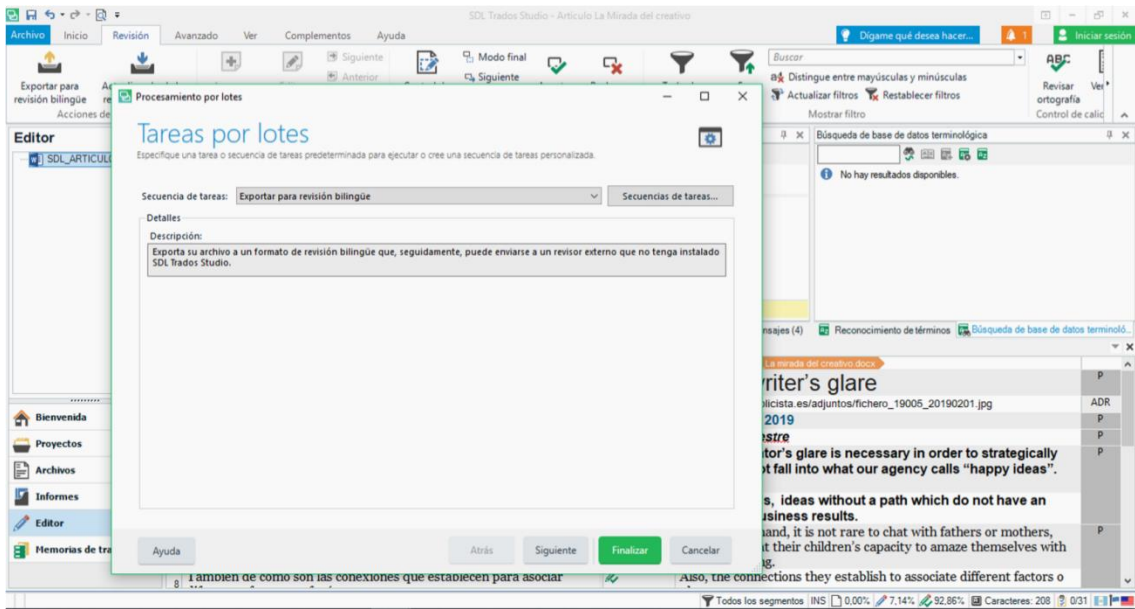 SDL Trados Studio - Artículo La Mirada del creativo
Archivo Inicio Revisión Avanzado Ver Complementos Ayuda
Dígame qué desea hacer... 1 Iniciar sesión
Exportar para
revisión bilingüe
Acciones de
Siguiente
Anterior
Modo final
Siguiente
Buscar
Distingue entre mayúsculas y minúsculas
Actualizar filtros Restablecer filtros
Mostrar filtro
ABC
Revisar
ortografía
Control de calid
Editor
SDL_ARTICUL
Bienvenida
Proyectos
Archivos
Informes
Editor
Memorias de tra
Procesamiento por lotes
Tareas por lotes
Especifique una tarea o secuencia de tareas predeterminada para ejecutar o cree una secuencia de tareas personalizada.
Secuencia de tareas: Exportar para revisión bilingüe Secuencias de tareas...
Detalles
Descripción:
Exporta su archivo a un formato de revisión bilingüe que, seguidamente, puede enviarse a un revisor externo que no tenga instalado
SDL Trados Studio.
Ayuda Atrás Siguiente Finalizar Cancelar
Búsqueda de base de datos terminológica
No hay resultados disponibles.
nsajes (4) Reconocimiento de términos Búsqueda de base de datos terminoló...
La mirada del creativo.docx
riter's glare P
licista.es/adjuntos/fichero_19005_20190201.jpg ADR
2019 P
estre P
tor's glare is necessary in order to strategically P
t fall into what our agency calls “happy ideas”.
s, ideas without a path which do not have an
usiness results.
and, it is not rare to chat with fathers or mothers, P
t their children's capacity to amaze themselves with
g.
8 También de cómo son las conexiones que establecen para asociar Also, the connections they establish to associate different factors o
Todos los segmentos INS 0,00% 7,14% 92,86% Caracteres: 208 0/31